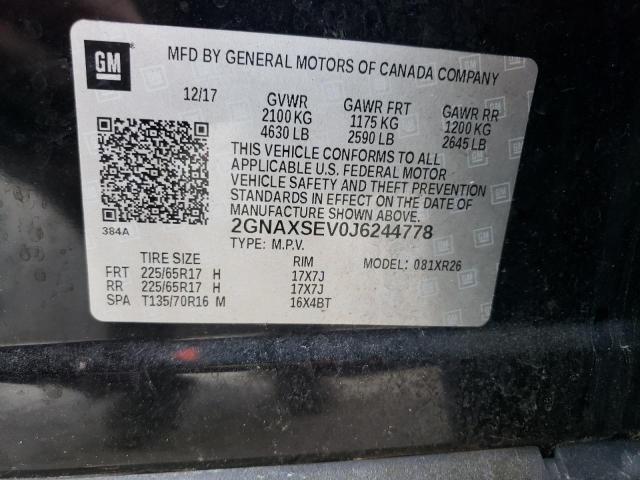 GM
MFD BY GENERAL MOTORS OF CANADA COMPANY
12/17 GVWR GAWR FRT GAWR RR
2100 KG 1175 KG 1200 KG
4630 LB 2590 LB 2645 LB
THIS VEHICLE CONFORMS TO ALL
APPLICABLE U.S. FEDERAL MOTOR
VEHICLE SAFETY AND THEFT PREVENTION
STANDARDS IN EFFECT ON THE DATE OF
MANUFACTURE SHOWN ABOVE.
384A 2GNAXSEV0J6244778
TYPE: M.P.V.
TIRE SIZE RIM MODEL: 081XR26
FRT 225/65R17 H 17X7J
RR 225/65R17 H 17X7J
SPA T135/70R16 M 16X4BT